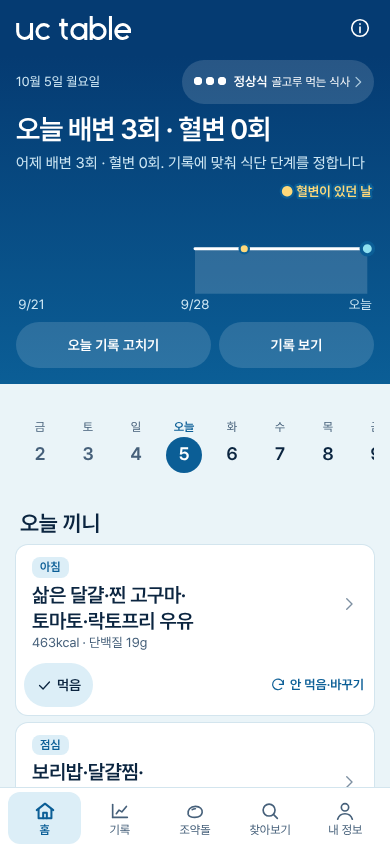 uc table
10월 5일 월요일
정상식 골고루 먹는 식사
오늘 배변 3회 · 혈변 0회
어제 배변 3회 · 혈변 0회. 기록에 맞춰 식단 단계를 정합니다
혈변이 있던 날
9/21 9/28 오늘
오늘 기록 고치기 기록 보기
금 토 일 오늘 화 수 목
2 3 4 5 6 7 8
오늘 끼니
아침
삶은 달걀·찐 고구마·
토마토·락토프리 우유
463kcal · 단백질 19g
먹음 안 먹음·바꾸기
점심
보리밥·달걀찜·
홈 기록 조약돌 찾아보기 내 정보